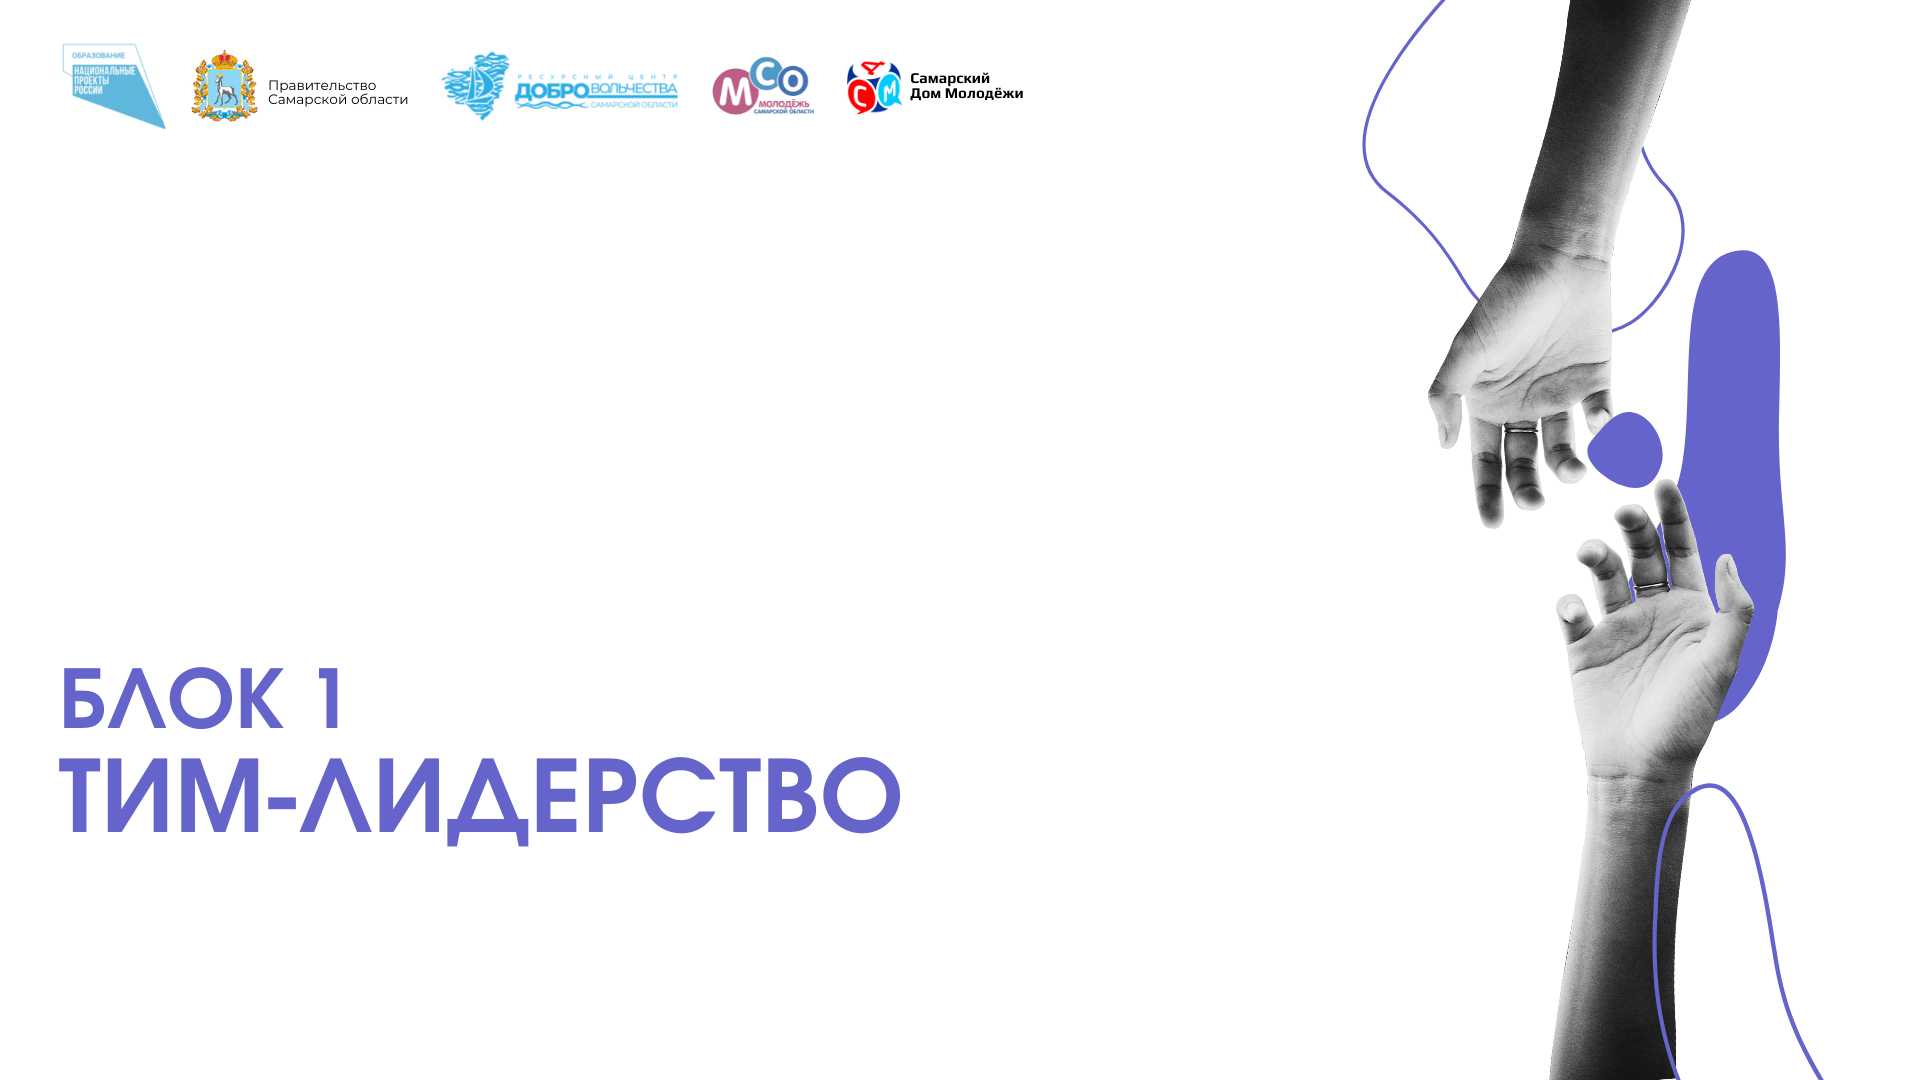 ОБРАЗОВАНИЕ
НАЦИОНАЛЬНЫЕ
ПРОЕКТЫ
РОССИИ
Правительство
Самарской области
РЕСУРСНЫЙ ЦЕНТР
ДОБРОВОЛЬЧЕСТВА
САМАРСКОЙ ОБЛАСТИ
МСО
МОЛОДЁЖЬ
САМАРСКОЙ ОБЛАСТИ
СДМ
Самарский
Дом Молодёжи
БЛОК 1
ТИМ-ЛИДЕРСТВО